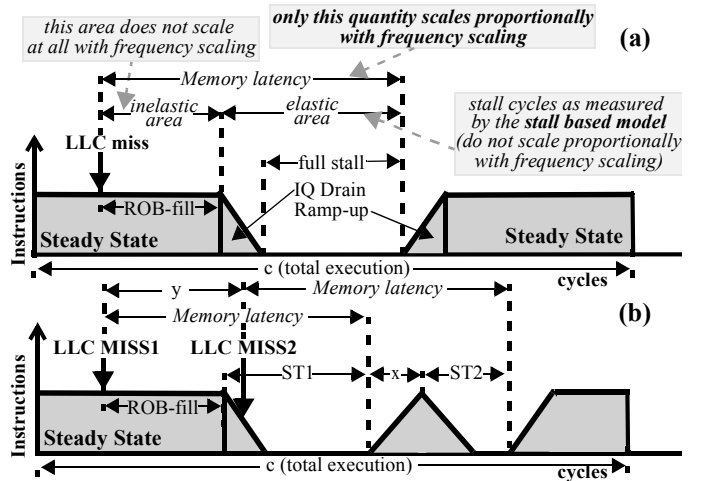 this area does not scale
at all with frequency scaling
only this quantity scales proportionally
with frequency scaling
(a)
Memory latency
inelastic
area
elastic
area
stall cycles as measured
by the stall based model
(do not scale proportionally
with frequency scaling)
LLC miss
full stall
IQ Drain
Ramp-up
ROB-fill
Instructions
Steady State
Steady State
c (total execution)
cycles
y
Memory latency
Memory latency
(b)
LLC MISS1
LLC MISS2
ST1
x
ST2
ROB-fill
Instructions
Steady State
c (total execution)
cycles